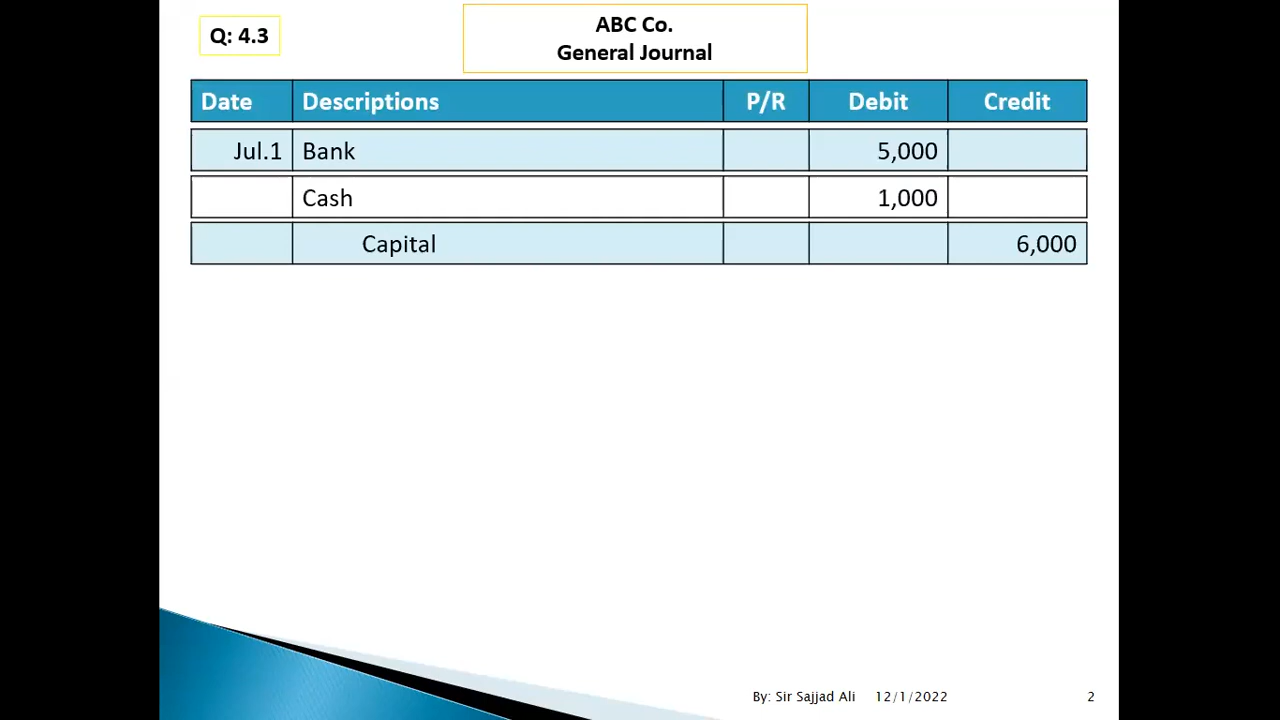 Q: 4.3
ABC Co.
General Journal
Date Descriptions P/R Debit Credit
Jul.1 Bank 5,000
Cash 1,000
Capital 6,000
By: Sir Sajjad Ali 12/1/2022 2